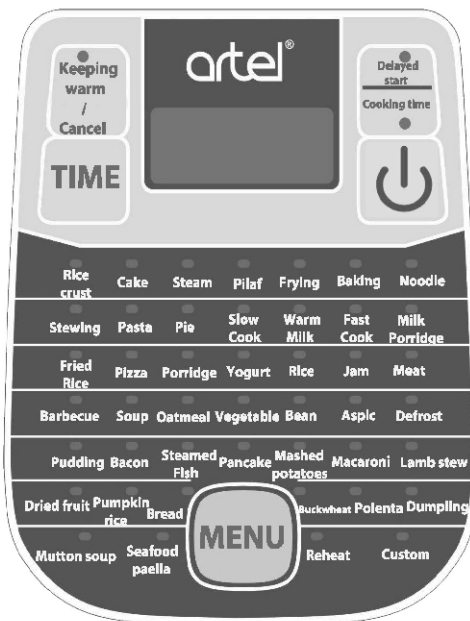 artel®
Keeping
warm
/
Cancel
Delayed
start
Cooking time
TIME
Rice
crust
Cake
Steam
Pilaf
Frying
Baking
Noodle
Stewing
Pasta
Pie
Slow
Cook
Warm
Milk
Fast
Cook
Milk
Porridge
Fried
Rice
Pizza
Porridge
Yogurt
Rice
Jam
Meat
Barbecue
Soup
Oatmeal
Vegetable
Bean
Aspic
Defrost
Pudding
Bacon
Steamed
Fish
Pancake
Mashed
potatoes
Macaroni
Lamb stew
Dried fruit
Pumpkin
rice
Bread
Buckwheat
Polenta
Dumpling
MENU
Mutton soup
Seafood
paella
Reheat
Custom